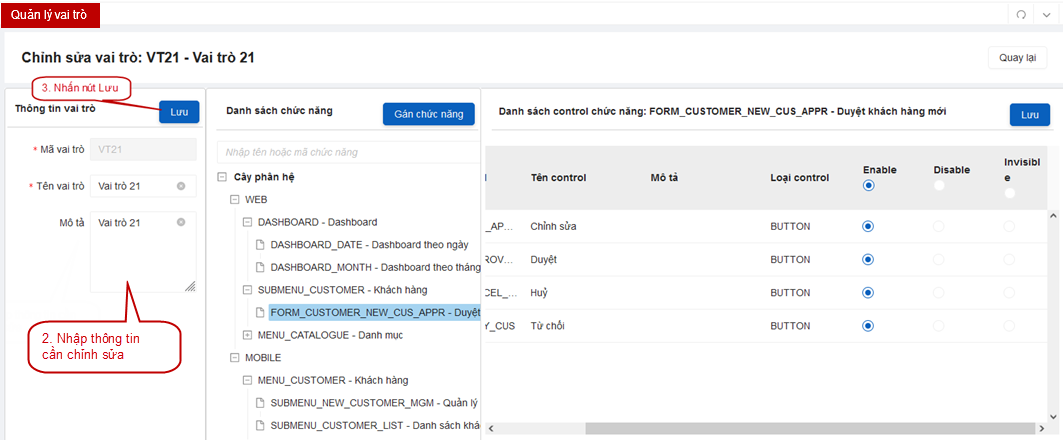 Quản lý vai trò
Chỉnh sửa vai trò: VT21 - Vai trò 21
Quay lại
3. Nhấn nút Lưu
Thông tin vai trò
Lưu
* Mã vai trò
VT21
* Tên vai trò
Vai trò 21
Mô tả
Vai trò 21
2. Nhập thông tin
cần chỉnh sửa
Danh sách chức năng
Gán chức năng
Nhập tên hoặc mã chức năng
Cây phân hệ
WEB
DASHBOARD - Dashboard
DASHBOARD_DATE - Dashboard theo ngày
DASHBOARD_MONTH - Dashboard theo tháng
SUBMENU_CUSTOMER - Khách hàng
FORM_CUSTOMER_NEW_CUS_APPR - Duyệt
MENU_CATALOGUE - Danh mục
MOBILE
MENU_CUSTOMER - Khách hàng
SUBMENU_NEW_CUSTOMER_MGM - Quản lý
SUBMENU_CUSTOMER_LIST - Danh sách khá
Danh sách control chức năng: FORM_CUSTOMER_NEW_CUS_APPR - Duyệt khách hàng mới
Lưu
Tên control
Mô tả
Loại control
Enable
Disable
Invisibl
e
_AP... Chỉnh sửa BUTTON
ROV... Duyệt BUTTON
CEL_... Huỷ BUTTON
Y_CUS Từ chối BUTTON